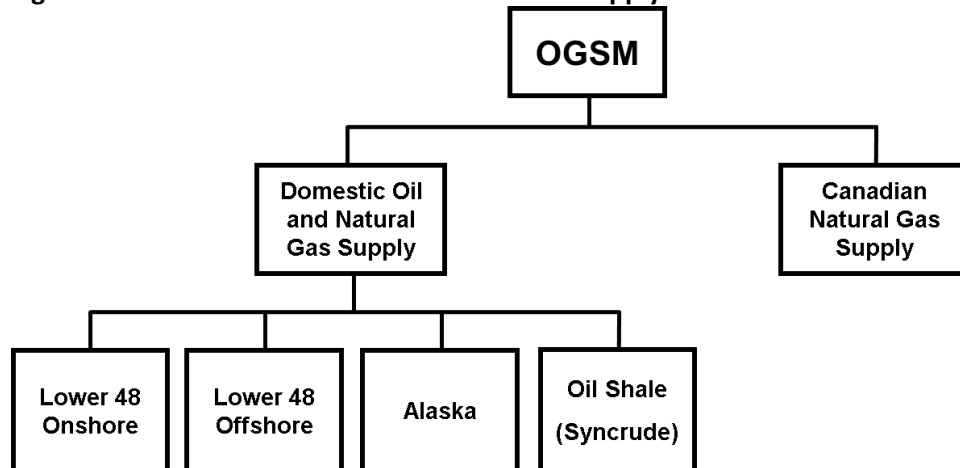 OGSM
Domestic Oil
and Natural
Gas Supply
Canadian
Natural Gas
Supply
Lower 48
Onshore
Lower 48
Offshore
Alaska
Oil Shale
(Syncrude)